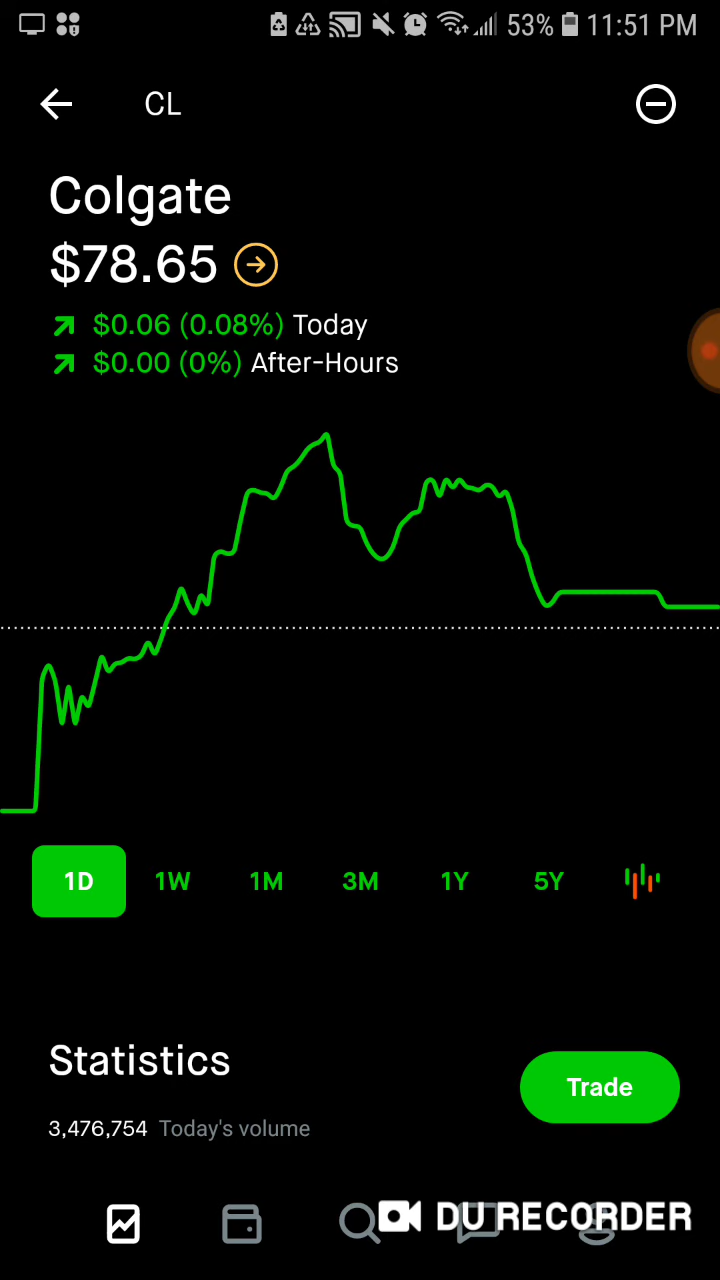 53% 11:51 PM
CL
Colgate
$78.65
$0.06 (0.08%) Today
$0.00 (0%) After-Hours
1D 1W 1M 3M 1Y 5Y
Statistics
Trade
3,476,754 Today's volume
DU RECORDER